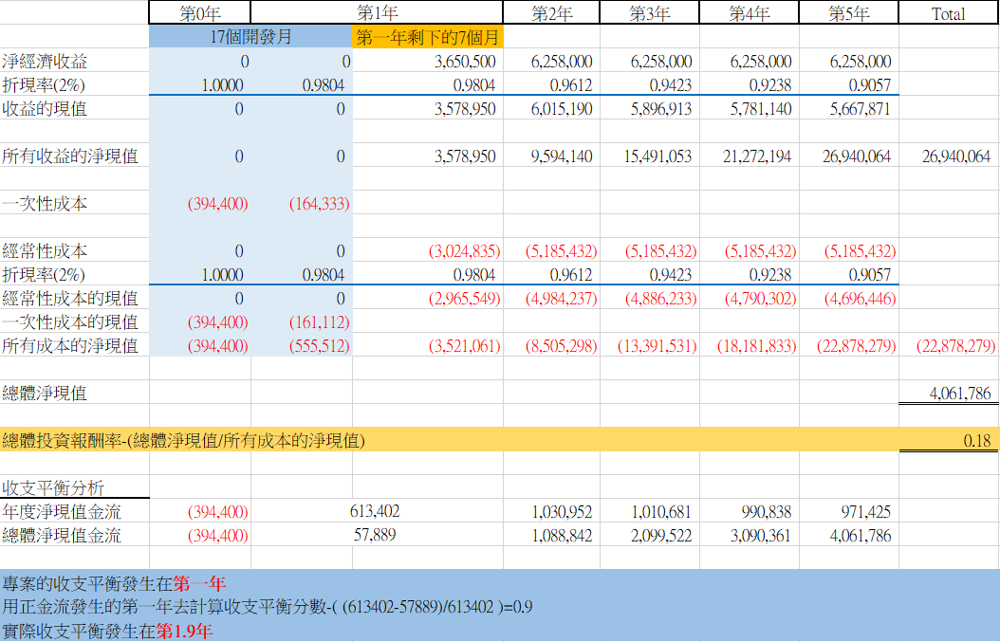 第0年 第1年 第2年 第3年 第4年 第5年 Total
17個開發月 第一年剩下的7個月
淨經濟收益 0 0 3,650,500 6,258,000 6,258,000 6,258,000 6,258,000
折現率(2%) 1.0000 0.9804 0.9804 0.9612 0.9423 0.9238 0.9057
收益的現值 0 0 3,578,950 6,015,190 5,896,913 5,781,140 5,667,871
所有收益的淨現值 0 0 3,578,950 9,594,140 15,491,053 21,272,194 26,940,064 26,940,064
一次性成本 (394,400) (164,333)
經常性成本 0 0 (3,024,835) (5,185,432) (5,185,432) (5,185,432) (5,185,432)
折現率(2%) 1.0000 0.9804 0.9804 0.9612 0.9423 0.9238 0.9057
經常性成本的現值 0 0 (2,965,549) (4,984,237) (4,886,233) (4,790,302) (4,696,446)
一次性成本的現值 (394,400) (161,112)
所有成本的淨現值 (394,400) (555,512) (3,521,061) (8,505,298) (13,391,531) (18,181,833) (22,878,279) (22,878,279)
總體淨現值 4,061,786
總體投資報酬率-(總體淨現值/所有成本的淨現值) 0.18
收支平衡分析
年度淨現值金流 (394,400) 613,402 1,030,952 1,010,681 990,838 971,425
總體淨現值金流 (394,400) 57,889 1,088,842 2,099,522 3,090,361 4,061,786
專案的收支平衡發生在第一年
用正金流發生的第一年去計算收支平衡分數-( (613402-57889)/613402 )=0.9
實際收支平衡發生在第1.9年